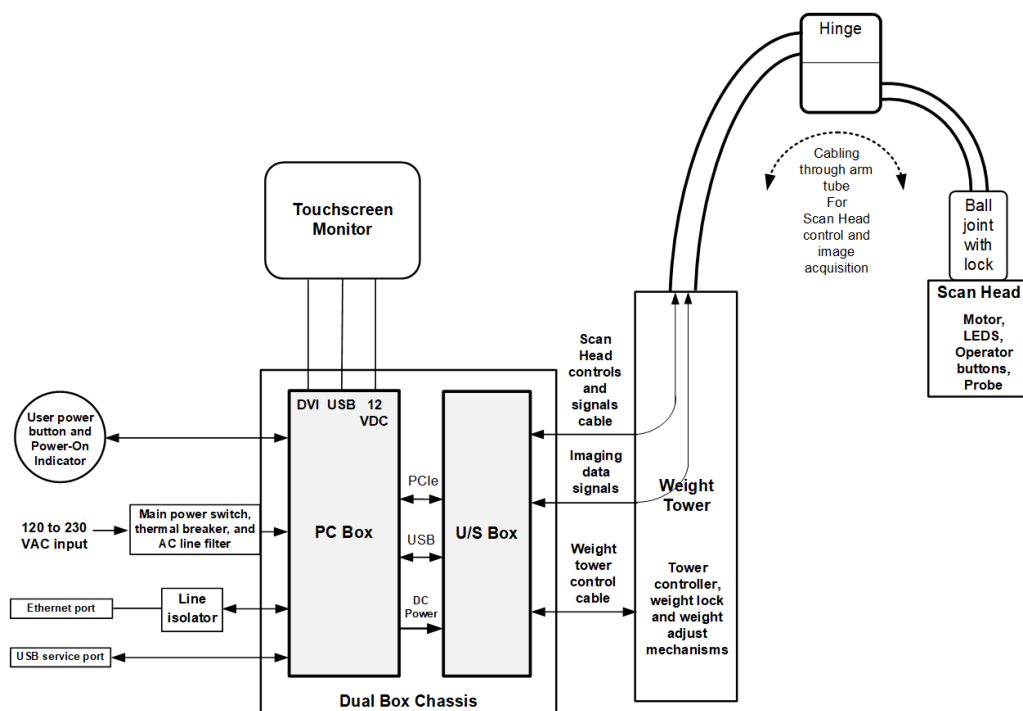 Hinge
Cabling
through arm
tube
For
Scan Head
control and
image
acquisition
Ball
joint
with
lock
Scan Head
Motor,
LEDS,
Operator
buttons,
Probe
Touchscreen
Monitor
DVI USB 12
VDC
User power
button and
Power-On
Indicator
120 to 230
VAC input
Main power switch,
thermal breaker, and
AC line filter
Ethernet port
Line
isolator
USB service port
PC Box
PCIe
USB
DC
Power
U/S Box
Dual Box Chassis
Scan
Head
controls
and
signals
cable
Imaging
data
signals
Weight
tower
control
cable
Weight
Tower
Tower
controller,
weight lock
and weight
adjust
mechanisms